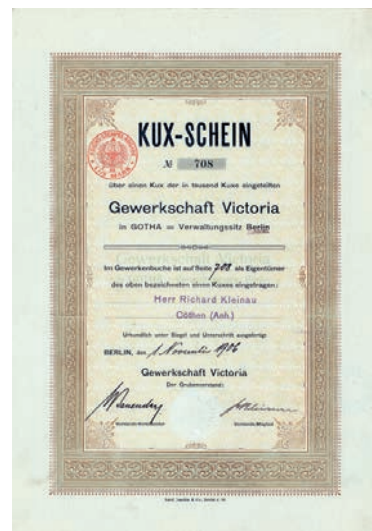 KUX-SCHEIN
№ 708
über einen Kux der in tausend Kuxe eingeteilten
Gewerkschaft Victoria
in GOTHA = Verwaltungssitz Berlin
Im Gewerkenbuche ist auf Seite 708 als Eigentümer
des oben bezeichneten einen Kuxes eingetragen:
Herr Richard Kleinau
Cöthen (Anh.)
Urkundlich unter Siegel und Unterschrift ausgefertigt
BERLIN, den 1 November 1906
Gewerkschaft Victoria
Der Grubenvorstand: